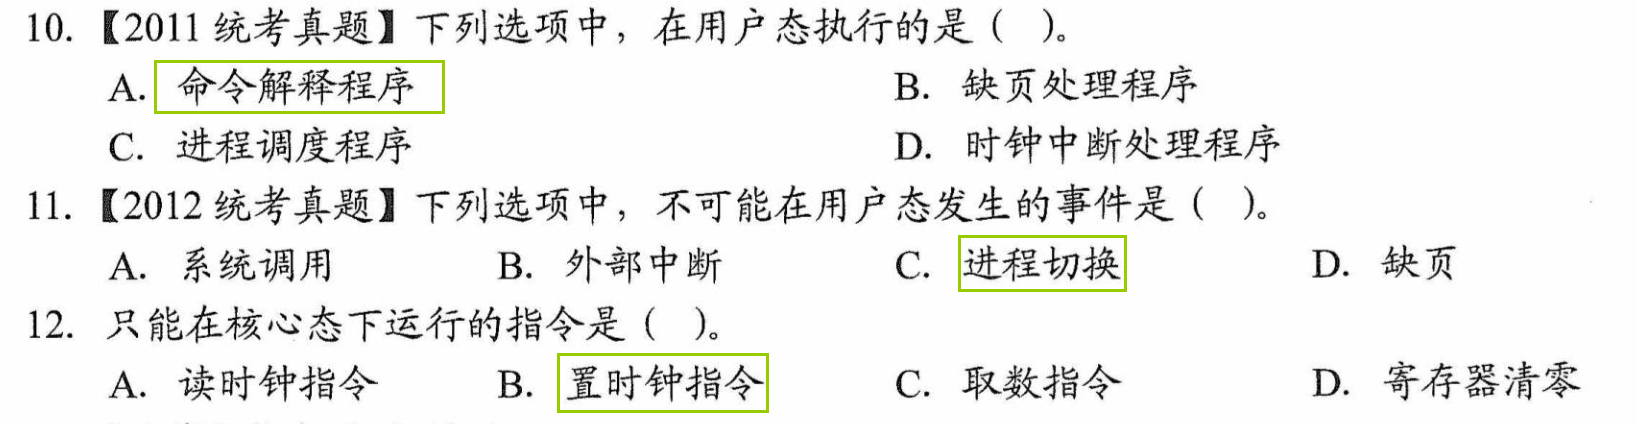 10. 【2011 统考真题】下列选项中，在用户态执行的是（ ）。
A. 命令解释程序 B. 缺页处理程序
C. 进程调度程序 D. 时钟中断处理程序
11. 【2012 统考真题】下列选项中，不可能在用户态发生的事件是（ ）。
A. 系统调用 B. 外部中断 C. 进程切换 D. 缺页
12. 只能在核心态下运行的指令是（ ）。
A. 读时钟指令 B. 置时钟指令 C. 取数指令 D. 寄存器清零